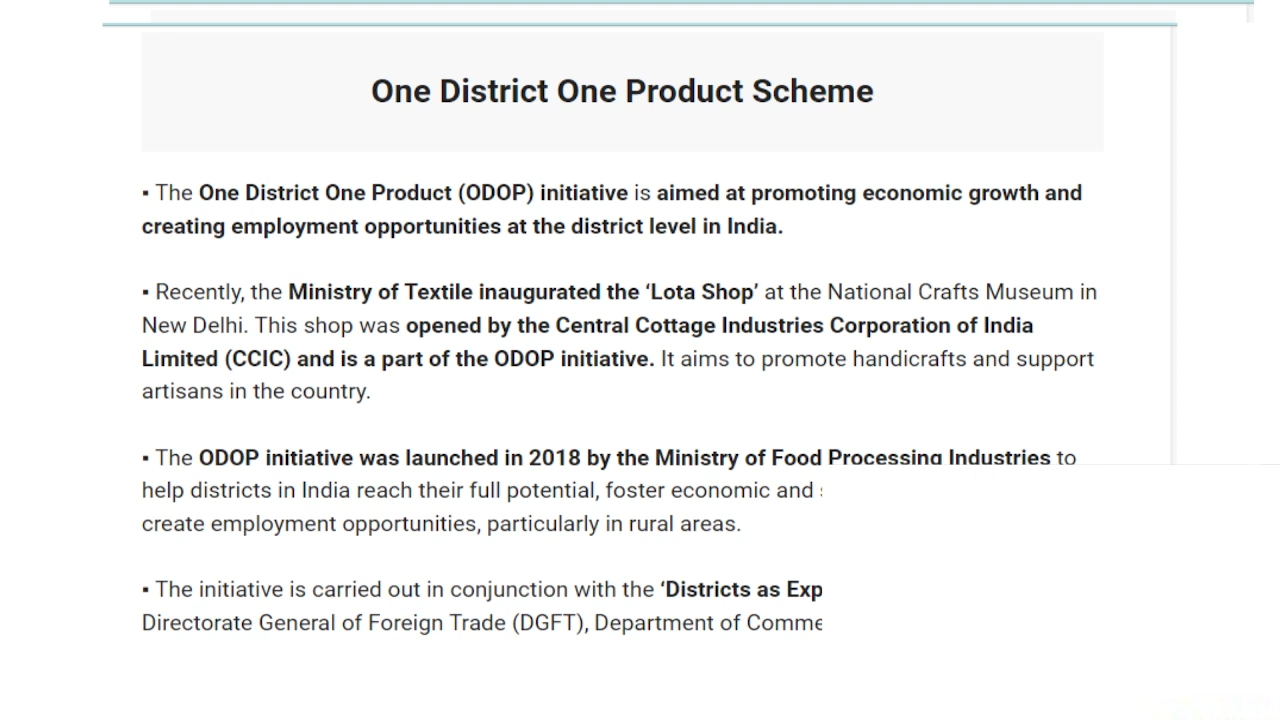 One District One Product Scheme
▪ The One District One Product (ODOP) initiative is aimed at promoting economic growth and
creating employment opportunities at the district level in India.
▪ Recently, the Ministry of Textile inaugurated the ‘Lota Shop’ at the National Crafts Museum in
New Delhi. This shop was opened by the Central Cottage Industries Corporation of India
Limited (CCIC) and is a part of the ODOP initiative. It aims to promote handicrafts and support
artisans in the country.
▪ The ODOP initiative was launched in 2018 by the Ministry of Food Processing Industries to
help districts in India reach their full potential, foster economic and
create employment opportunities, particularly in rural areas.
▪ The initiative is carried out in conjunction with the ‘Districts as Exp
Directorate General of Foreign Trade (DGFT), Department of Comme